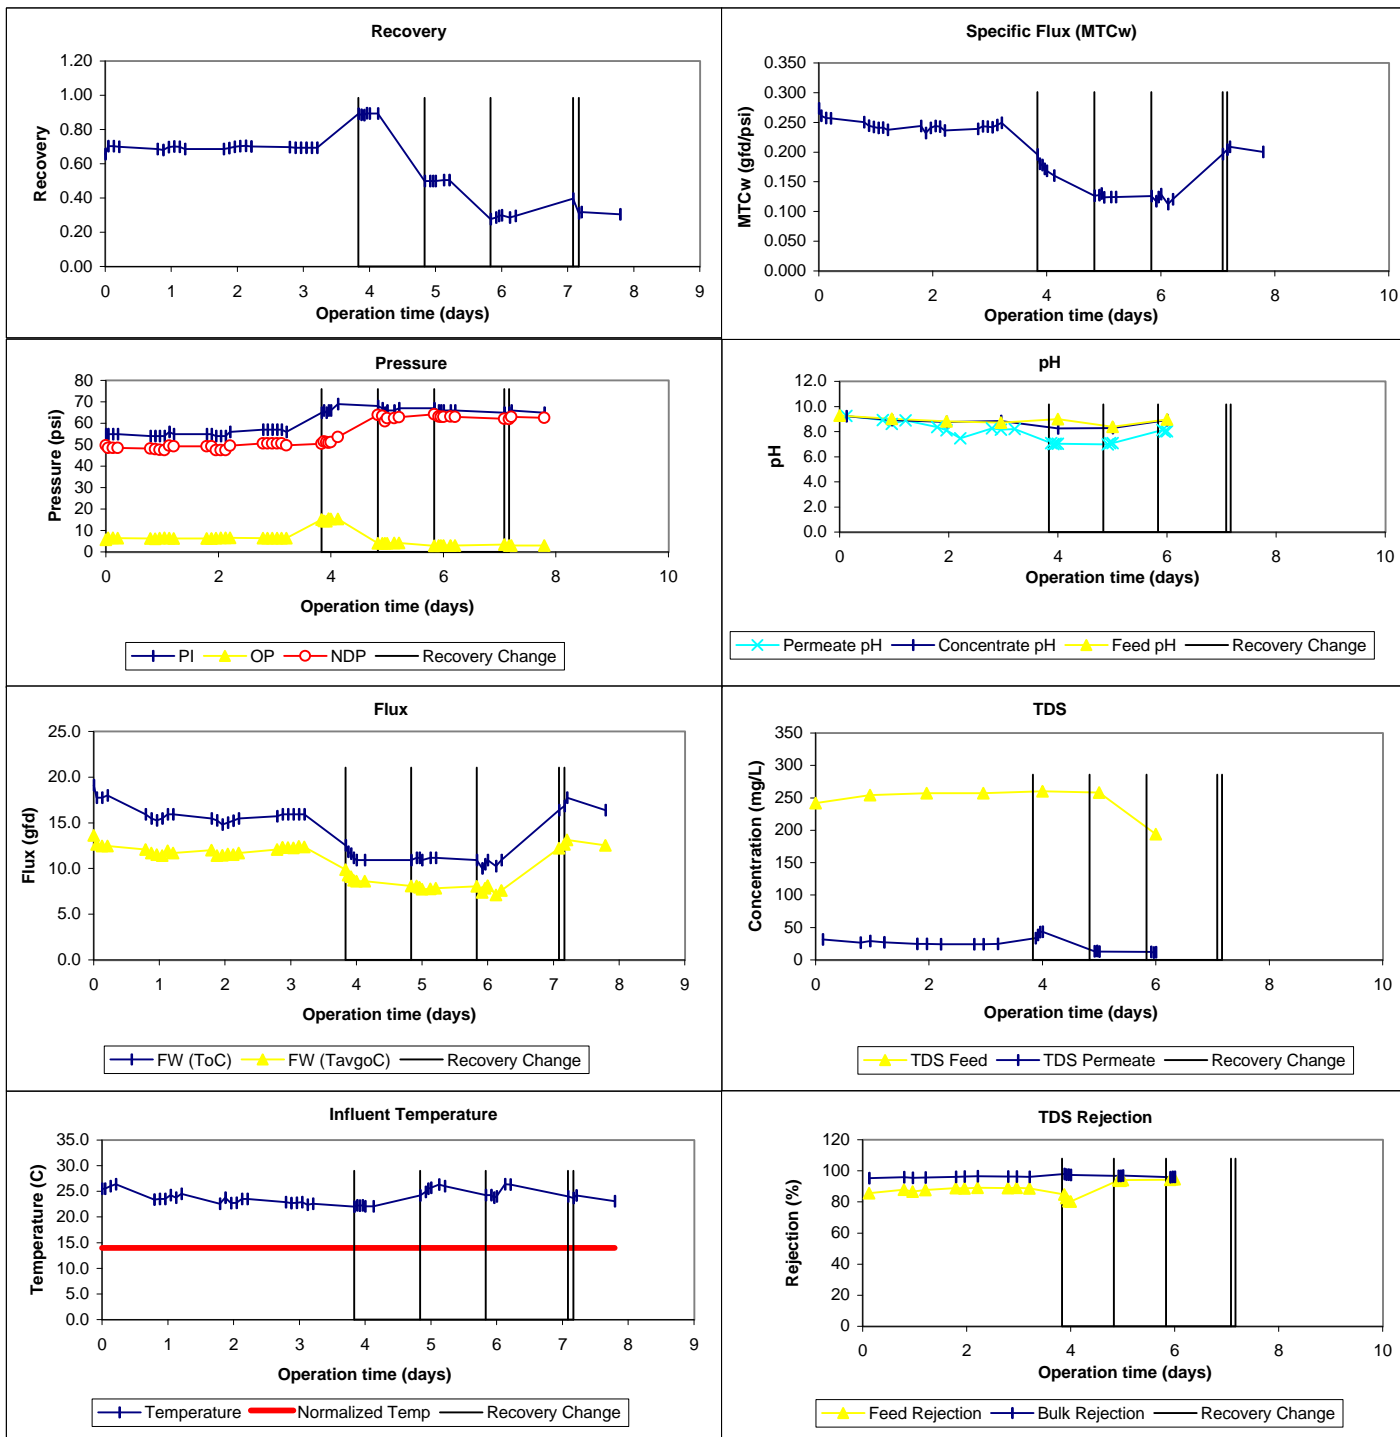 Recovery
1.20
1.00
0.80
0.60
0.40
0.20
0.00
Recovery
0 1 2 3 4 5 6 7 8 9
Operation time (days)
Specific Flux (MTCw)
0.350
0.300
0.250
0.200
0.150
0.100
0.050
0.000
MTCw (gfd/psi)
0 2 4 6 8 10
Operation time (days)
Pressure
80
70
60
50
40
30
20
10
0
Pressure (psi)
0 2 4 6 8 10
Operation time (days)
PI OP NDP Recovery Change
pH
12.0
10.0
8.0
6.0
4.0
2.0
0.0
pH
0 2 4 6 8 10
Operation time (days)
Permeate pH Concentrate pH Feed pH Recovery Change
Flux
25.0
20.0
15.0
10.0
5.0
0.0
Flux (gfd)
0 1 2 3 4 5 6 7 8 9
Operation time (days)
FW (ToC) FW (TavgoC) Recovery Change
TDS
350
300
250
200
150
100
50
0
Concentration (mg/L)
0 2 4 6 8 10
Operation time (days)
TDS Feed TDS Permeate Recovery Change
Influent Temperature
35.0
30.0
25.0
20.0
15.0
10.0
5.0
0.0
Temperature (C)
0 1 2 3 4 5 6 7 8 9
Operation time (days)
Temperature Normalized Temp Recovery Change
TDS Rejection
120
100
80
60
40
20
0
Rejection (%)
0 2 4 6 8 10
Operation time (days)
Feed Rejection Bulk Rejection Recovery Change